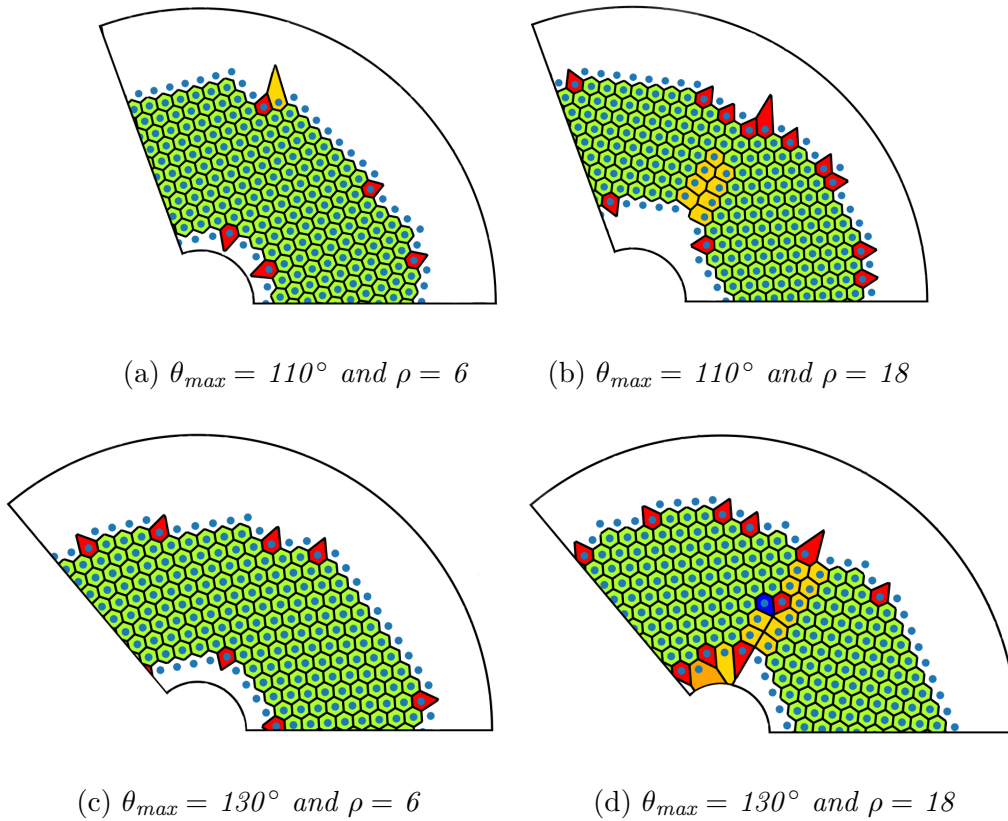 (a) θmax = 110° and ρ = 6
(b) θmax = 110° and ρ = 18
(c) θmax = 130° and ρ = 6
(d) θmax = 130° and ρ = 18